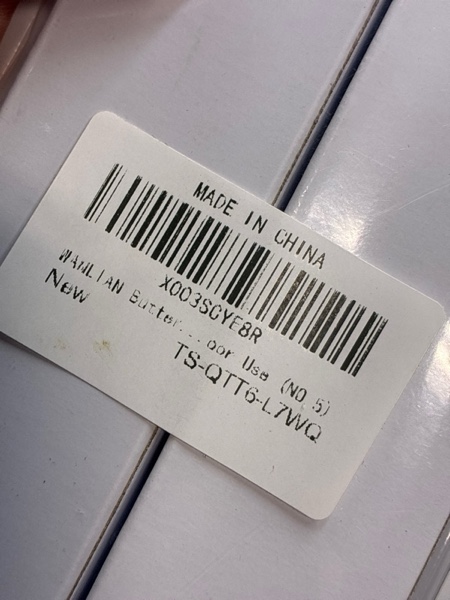 MADE IN CHINA
X003SCYE8R
WANLIAN Butter...oor Use (NO.5)
New
TS-QTT6-L7WQ